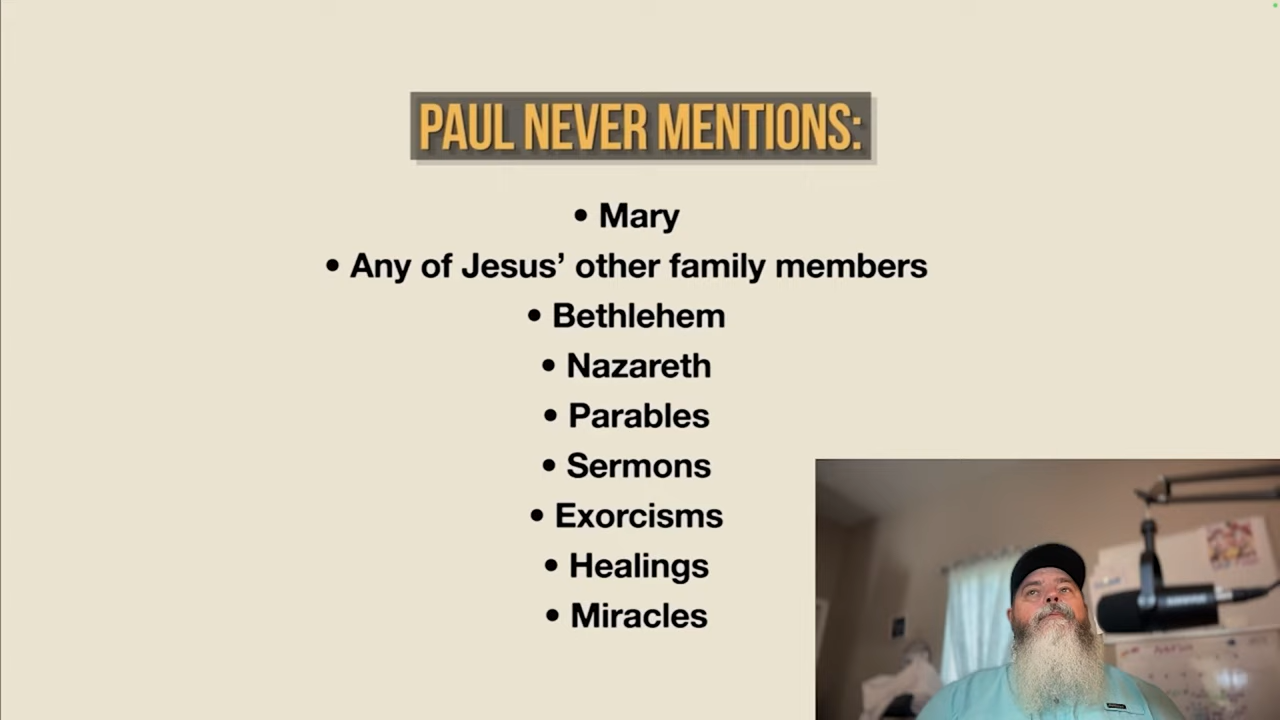 PAUL NEVER MENTIONS:
• Mary
• Any of Jesus’ other family members
• Bethlehem
• Nazareth
• Parables
• Sermons
• Exorcisms
• Healings
• Miracles